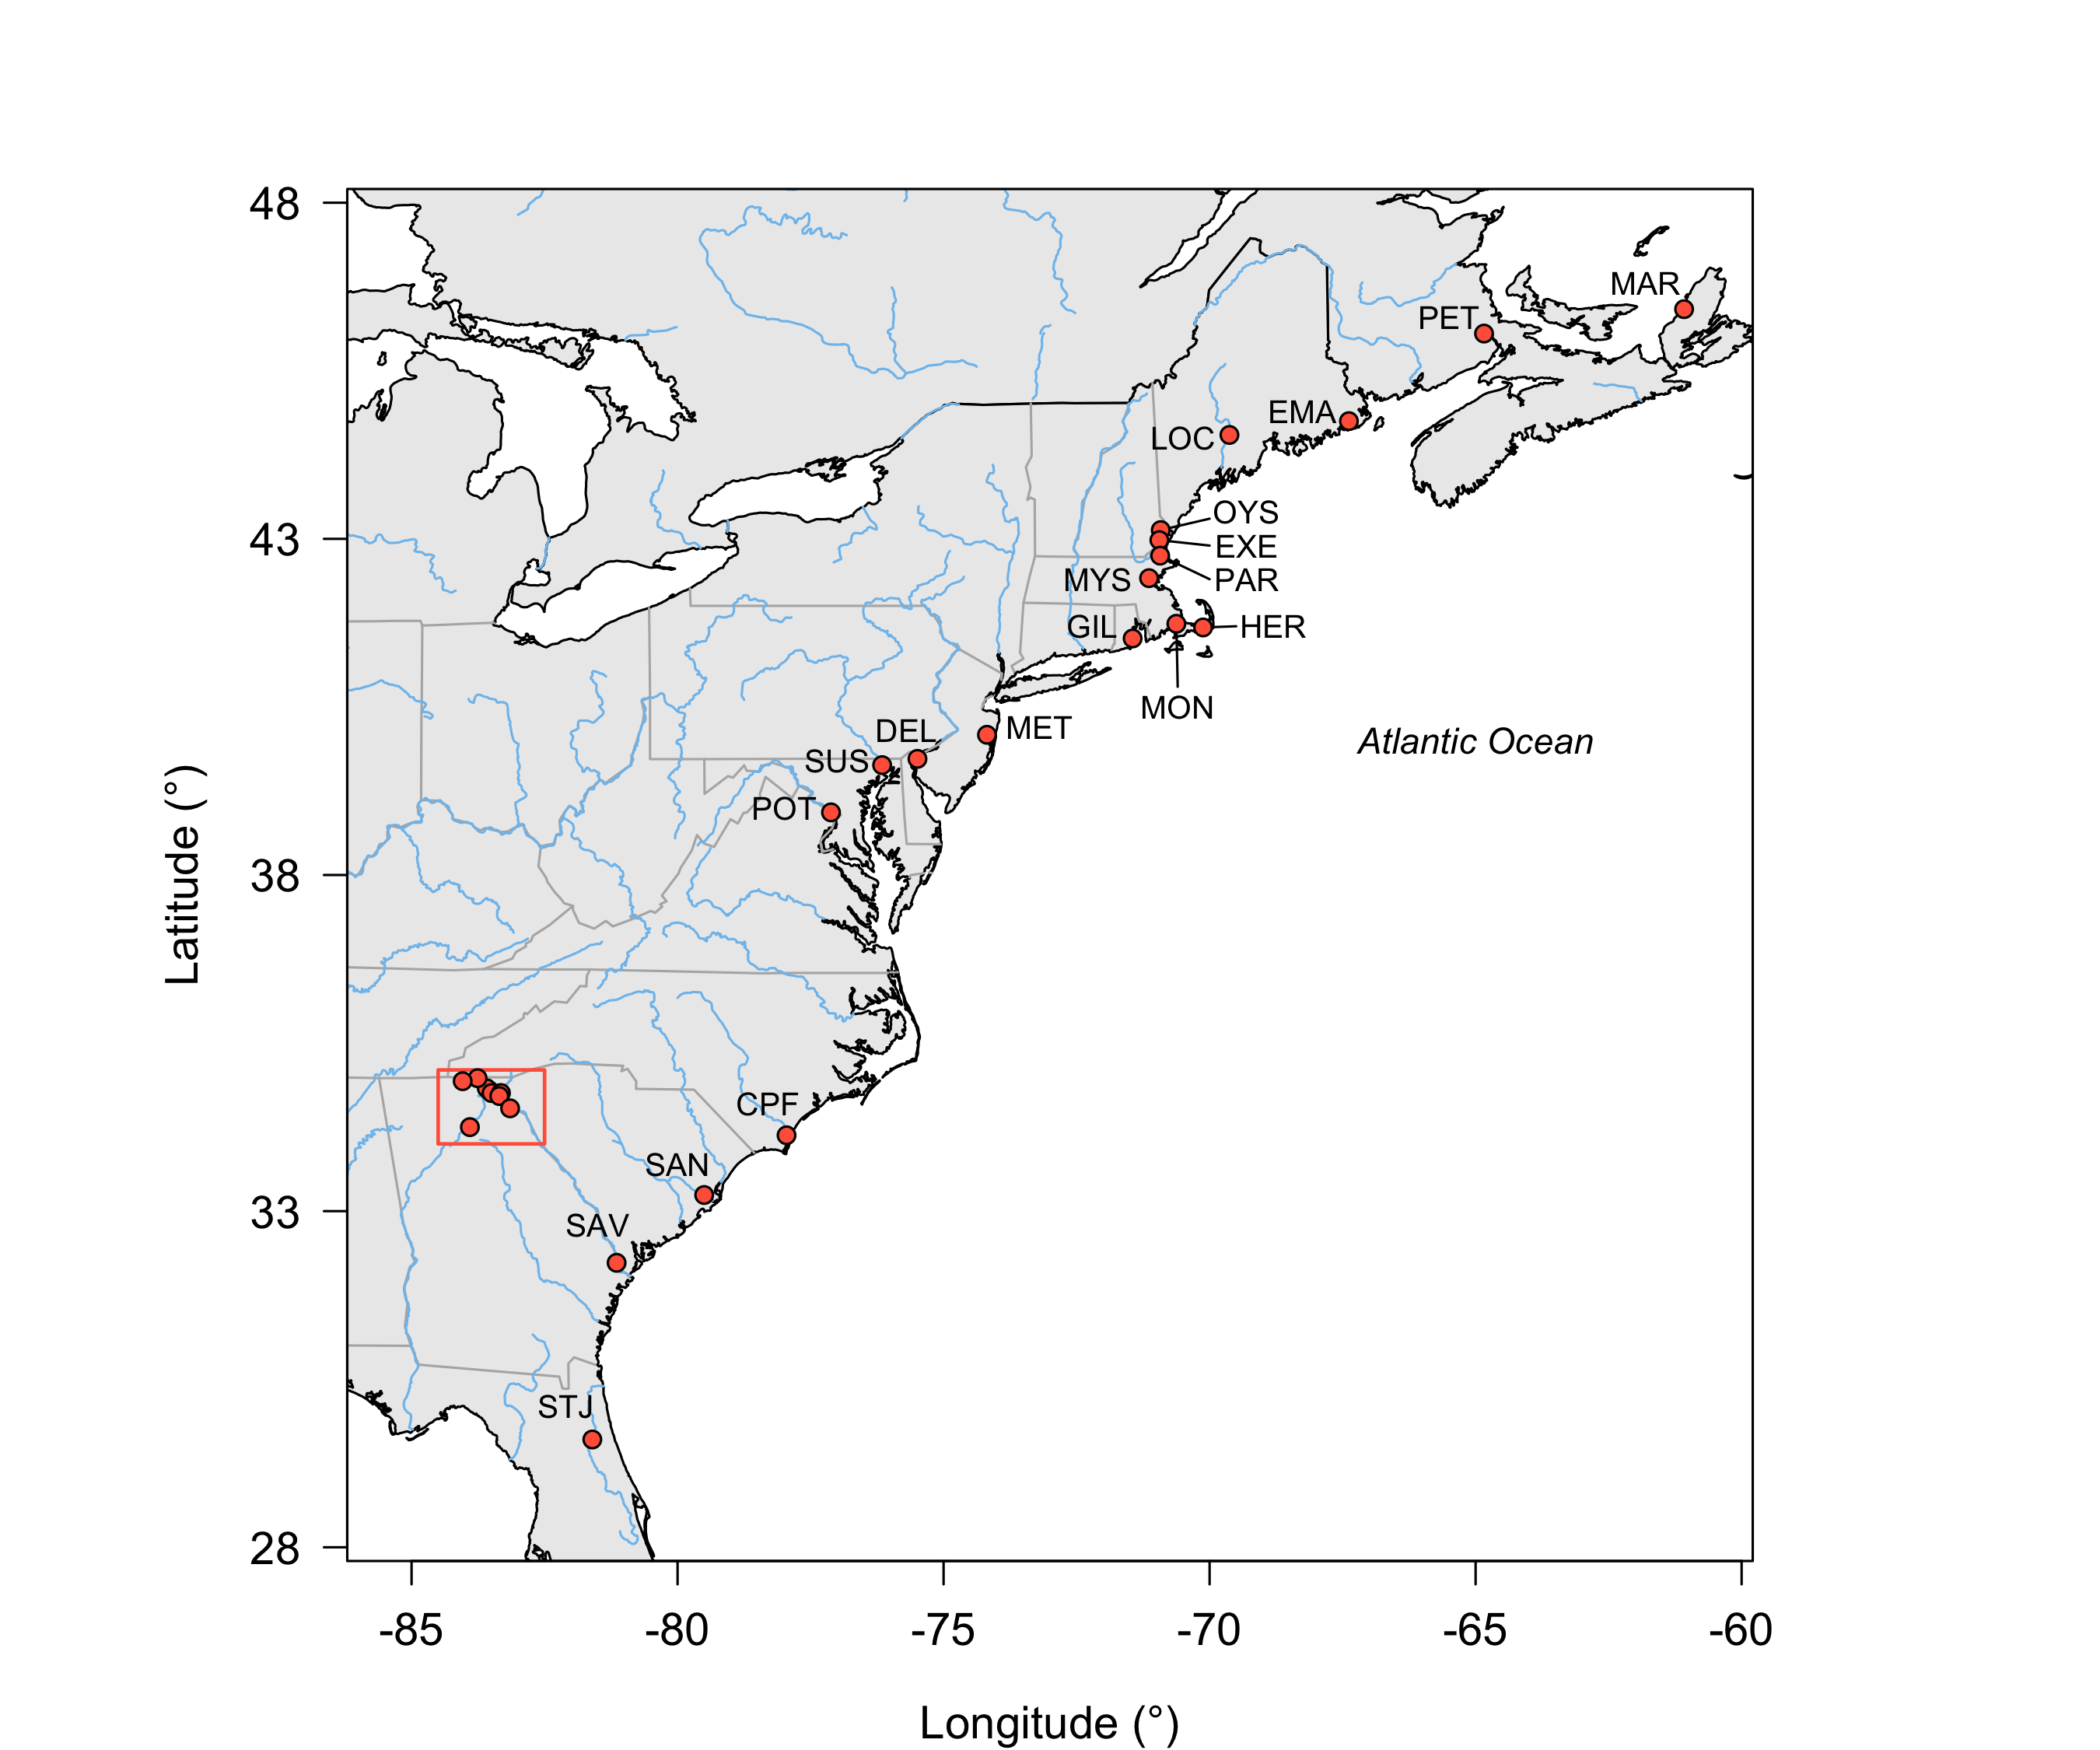 48
43
38
33
28
Latitude (°)
MAR
PET
EMA
LOC
OYS
EXE
PAR
MYS
GIL
HER
MON
MET
DEL
SUS
POT
Atlantic Ocean
CPF
SAN
SAV
STJ
-85 -80 -75 -70 -65 -60
Longitude (°)